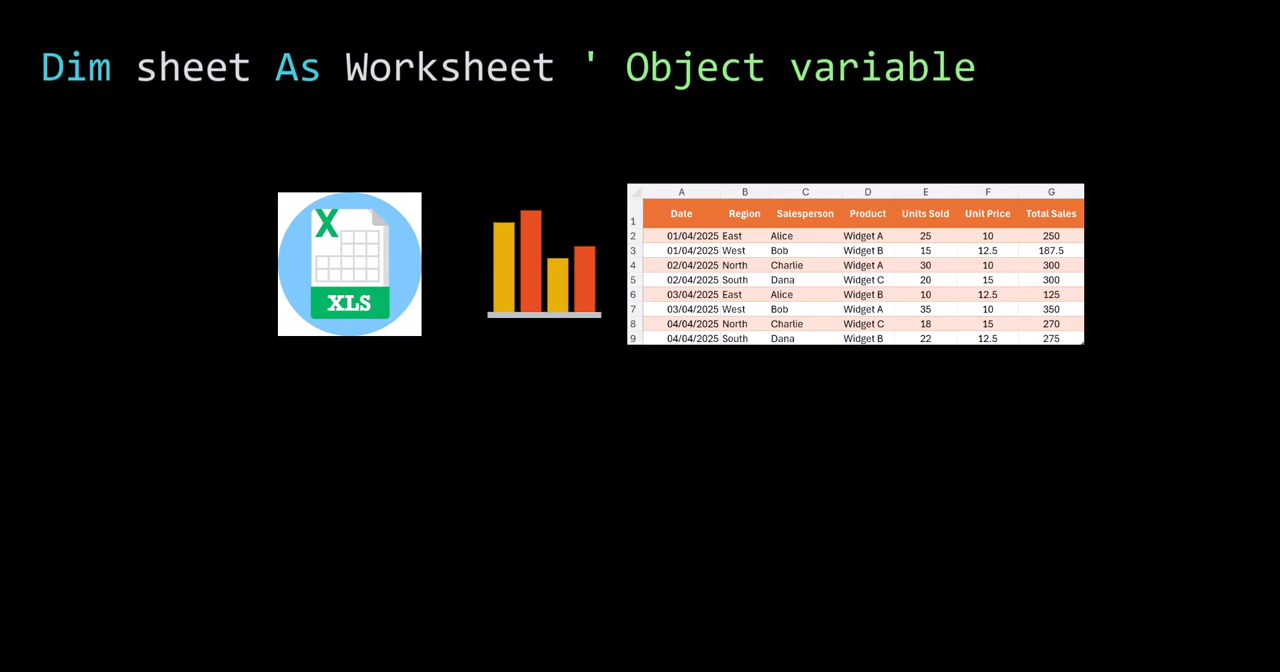 Dim sheet As Worksheet ' Object variable
X
XLS
A B C D E F G
1 Date Region Salesperson Product Units Sold Unit Price Total Sales
2 01/04/2025 East Alice Widget A 25 10 250
3 01/04/2025 West Bob Widget B 15 12.5 187.5
4 02/04/2025 North Charlie Widget A 30 10 300
5 02/04/2025 South Dana Widget C 20 15 300
6 03/04/2025 East Alice Widget B 10 12.5 125
7 03/04/2025 West Bob Widget A 35 10 350
8 04/04/2025 North Charlie Widget C 18 15 270
9 04/04/2025 South Dana Widget B 22 12.5 275